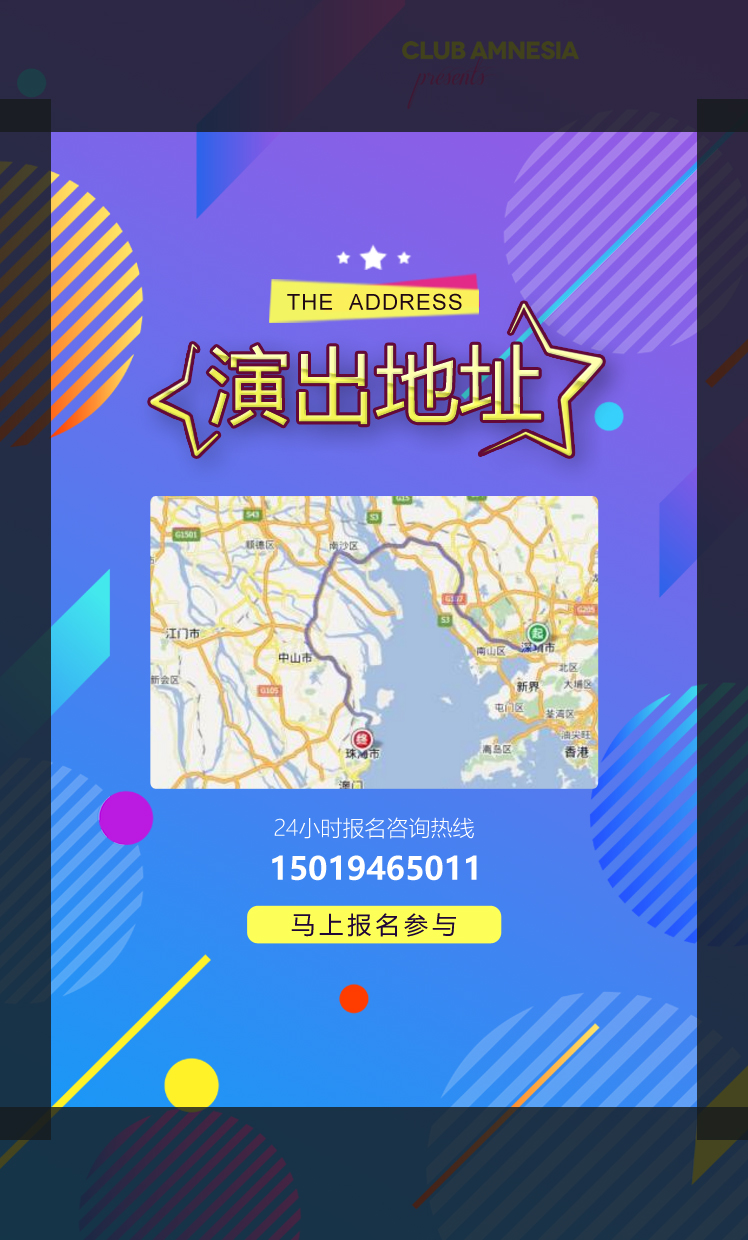 CLUB AMNESIA
presents
THE ADDRESS
演出地址
S43
S3
G15
G1501
顺德区
南沙区
S3
江门市
中山市
南山区
深圳市
起
G205
北区
新会区
G105
新界
大埔区
屯门区
荃湾区
油尖旺
终
珠海市
离岛区
香港
澳门
24小时报名咨询热线
15019465011
马上报名参与